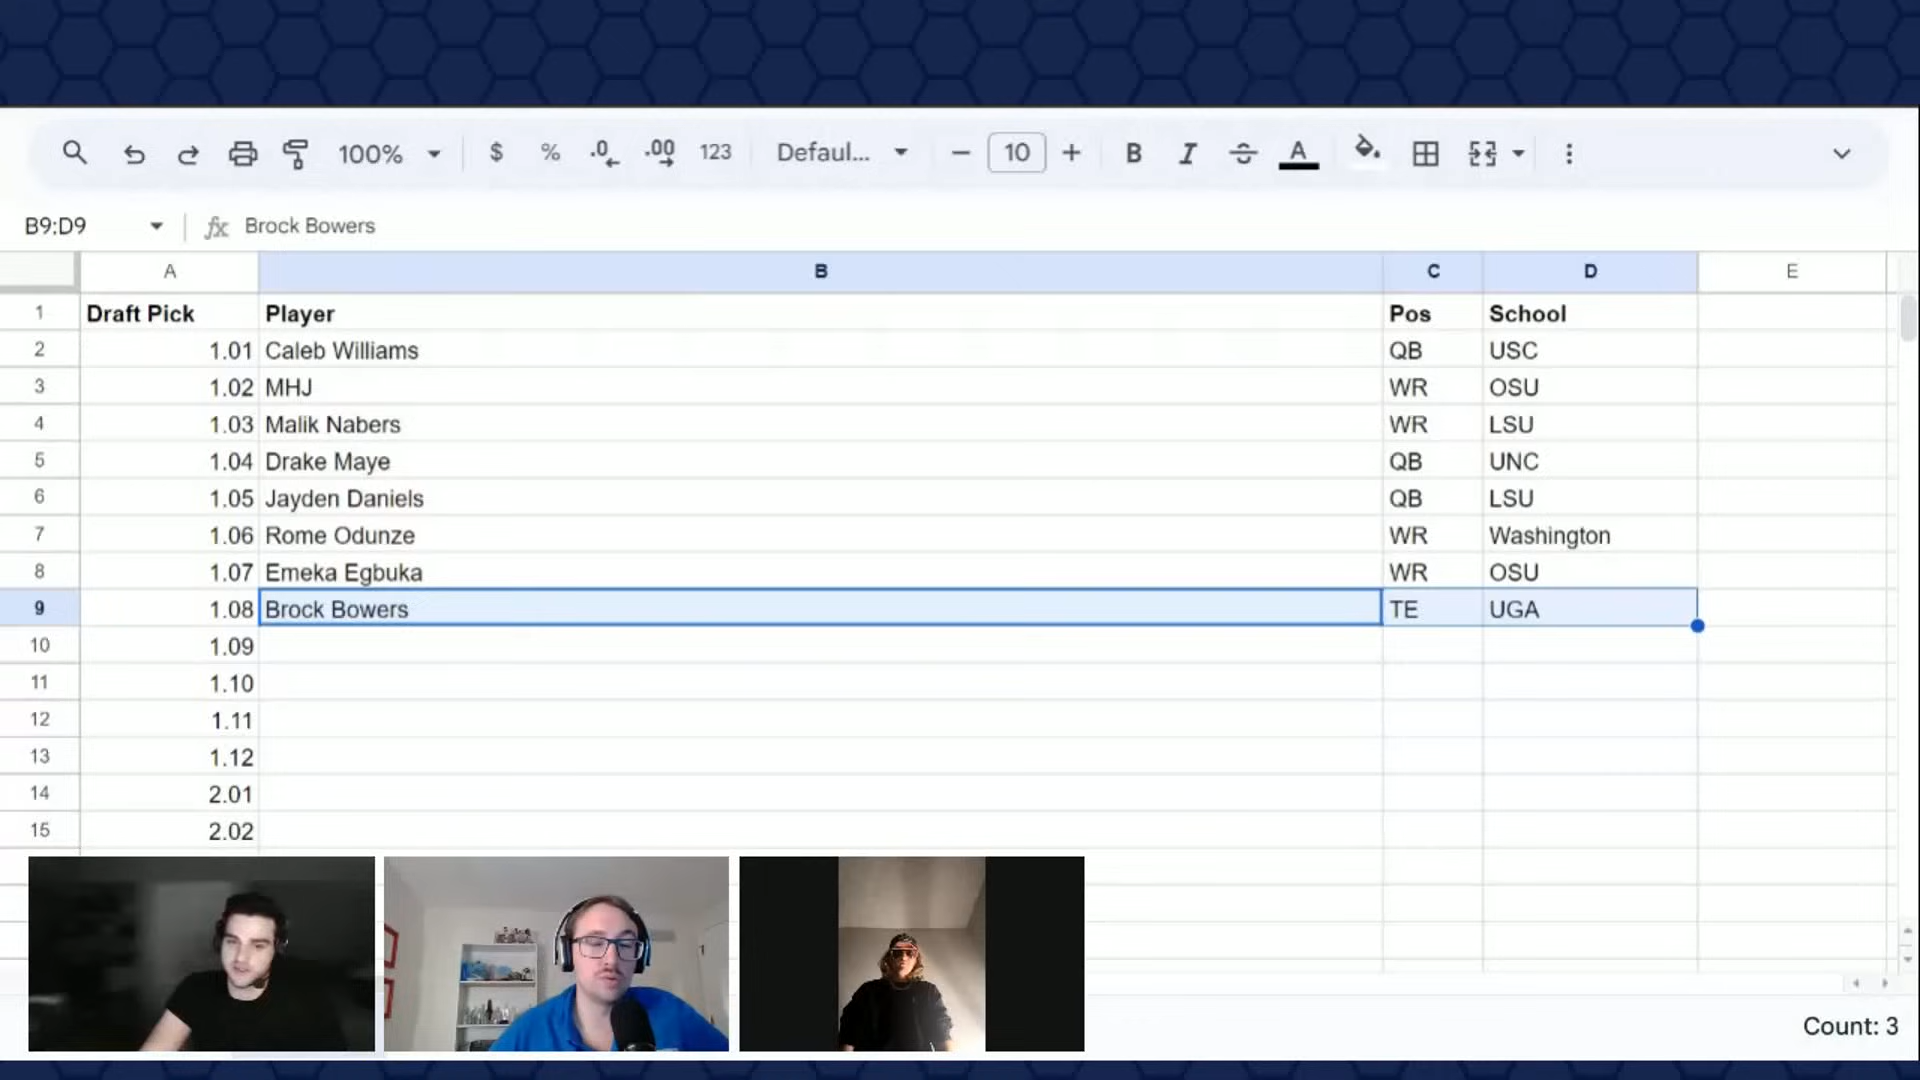 100% $ % .0 .00 123 Defaul... 10 B I A
B9:D9 fx Brock Bowers
A B C D E
1 Draft Pick Player Pos School
2 1.01 Caleb Williams QB USC
3 1.02 MHJ WR OSU
4 1.03 Malik Nabers WR LSU
5 1.04 Drake Maye QB UNC
6 1.05 Jayden Daniels QB LSU
7 1.06 Rome Odunze WR Washington
8 1.07 Emeka Egbuka WR OSU
9 1.08 Brock Bowers TE UGA
10 1.09
11 1.10
12 1.11
13 1.12
14 2.01
15 2.02
Count: 3